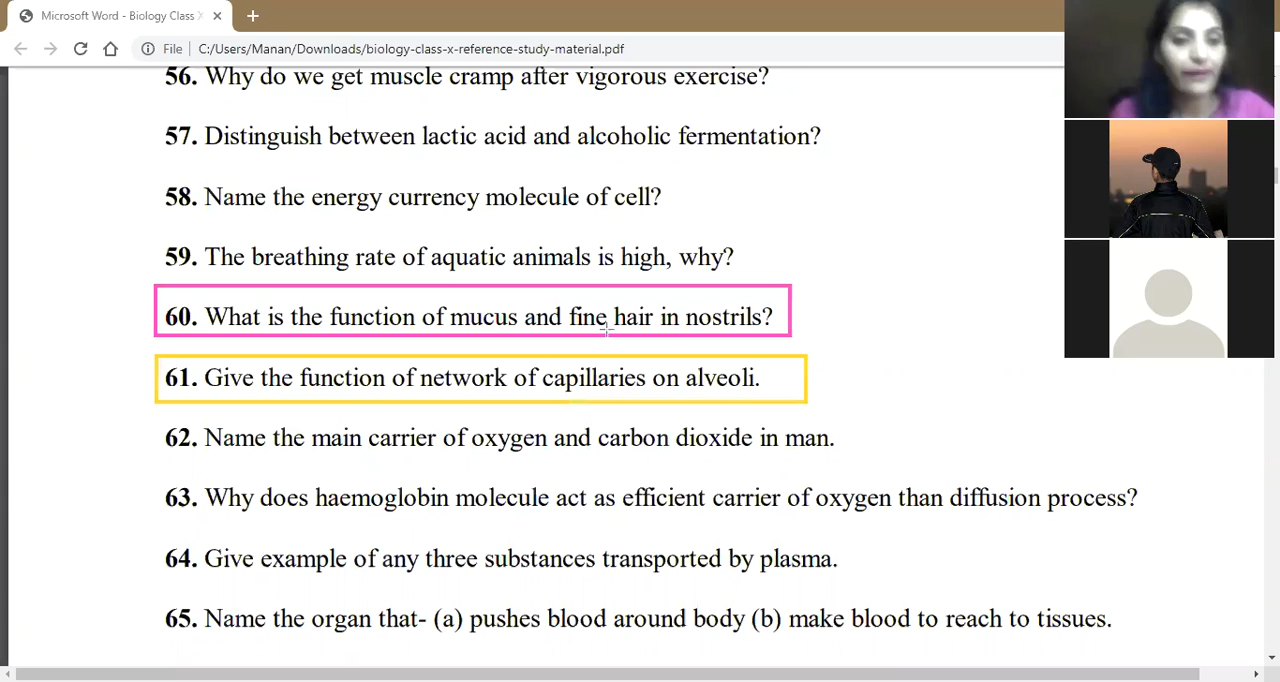 Microsoft Word - Biology Class X
File
C:/Users/Manan/Downloads/biology-class-x-reference-study-material.pdf
56. Why do we get muscle cramp after vigorous exercise?
57. Distinguish between lactic acid and alcoholic fermentation?
58. Name the energy currency molecule of cell?
59. The breathing rate of aquatic animals is high, why?
60. What is the function of mucus and fine hair in nostrils?
61. Give the function of network of capillaries on alveoli.
62. Name the main carrier of oxygen and carbon dioxide in man.
63. Why does haemoglobin molecule act as efficient carrier of oxygen than diffusion process?
64. Give example of any three substances transported by plasma.
65. Name the organ that- (a) pushes blood around body (b) make blood to reach to tissues.